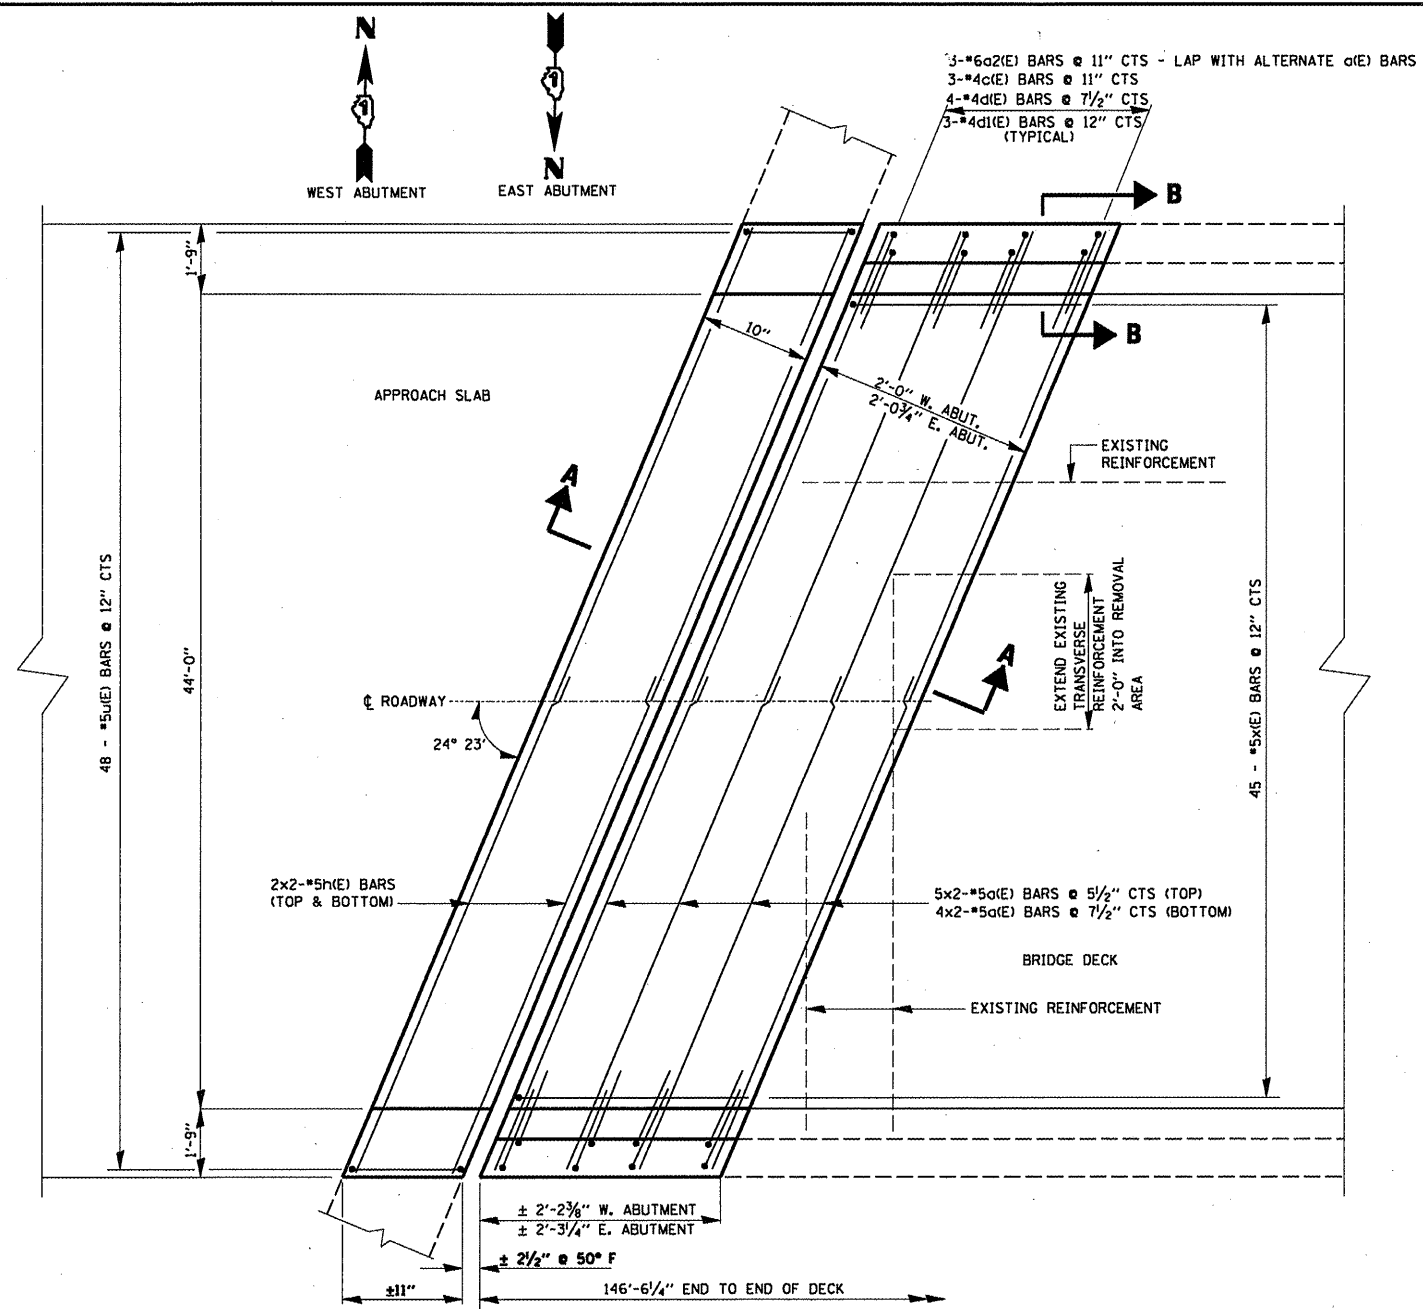 N
1
WEST ABUTMENT
1
N
EAST ABUTMENT
3-#6a2(E) BARS @ 11" CTS - LAP WITH ALTERNATE a(E) BARS
3-#4c(E) BARS @ 11" CTS
4-#4d(E) BARS @ 7½" CTS
3-#4d1(E) BARS @ 12" CTS
(TYPICAL)
B
B
1'-9"
10"
APPROACH SLAB
2'-0" W. ABUT.
2'-0¾" E. ABUT.
EXISTING
REINFORCEMENT
A
48 - #5u(E) BARS @ 12" CTS
44'-0"
EXTEND EXISTING
TRANSVERSE
REINFORCEMENT
2'-0" INTO REMOVAL
AREA
45 - #5x(E) BARS @ 12" CTS
A
℄ ROADWAY
24° 23'
2x2-#5h(E) BARS
(TOP & BOTTOM)
5x2-#5a(E) BARS @ 5½" CTS (TOP)
4x2-#5a(E) BARS @ 7½" CTS (BOTTOM)
BRIDGE DECK
EXISTING REINFORCEMENT
1'-9"
± 2'-2⅜" W. ABUTMENT
± 2'-3¼" E. ABUTMENT
± 2½" @ 50° F
±11"
146'-6¼" END TO END OF DECK